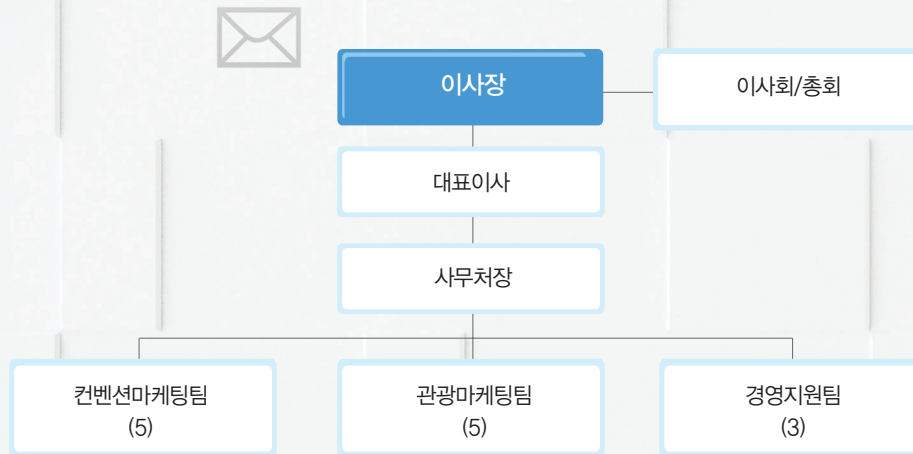 이사장
이사회/총회
대표이사
사무처장
컨벤션마케팅팀
(5)
관광마케팅팀
(5)
경영지원팀
(3)